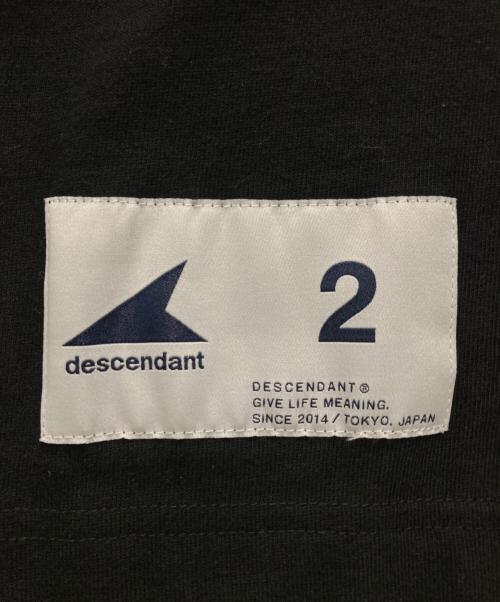 descendant
2
DESCENDANT®
GIVE LIFE MEANING.
SINCE 2014 / TOKYO, JAPAN